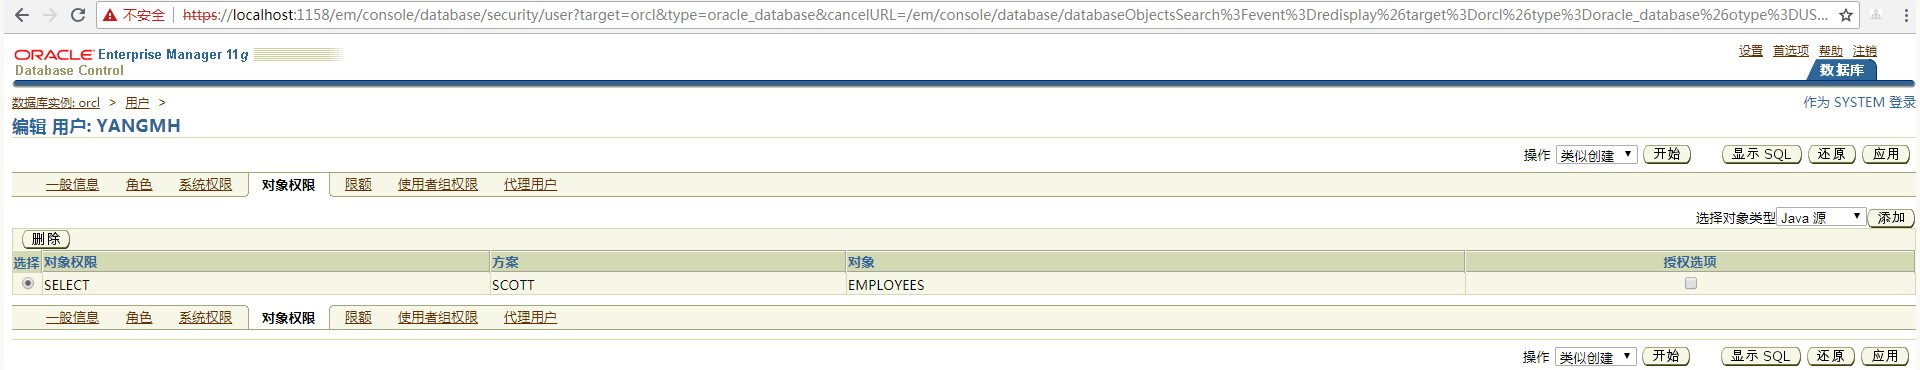 不安全 https://localhost:1158/em/console/database/security/user?target=orcl&type=oracle_database&cancelURL=/em/console/database/databaseObjectsSearch%3Fevent%3Dredisplay%26target%3Dorcl%26type%3Doracle_database%26otype%3DUS...
ORACLE Enterprise Manager 11g
Database Control
设置 首选项 帮助 注销
数据库
数据库实例: orcl > 用户 >
作为 SYSTEM 登录
编辑 用户: YANGMH
操作 类似创建 开始 显示 SQL 还原 应用
一般信息 角色 系统权限 对象权限 限额 使用者组权限 代理用户
选择对象类型 Java 源 添加
删除
选择 对象权限 方案 对象 授权选项
SELECT SCOTT EMPLOYEES
一般信息 角色 系统权限 对象权限 限额 使用者组权限 代理用户
操作 类似创建 开始 显示 SQL 还原 应用